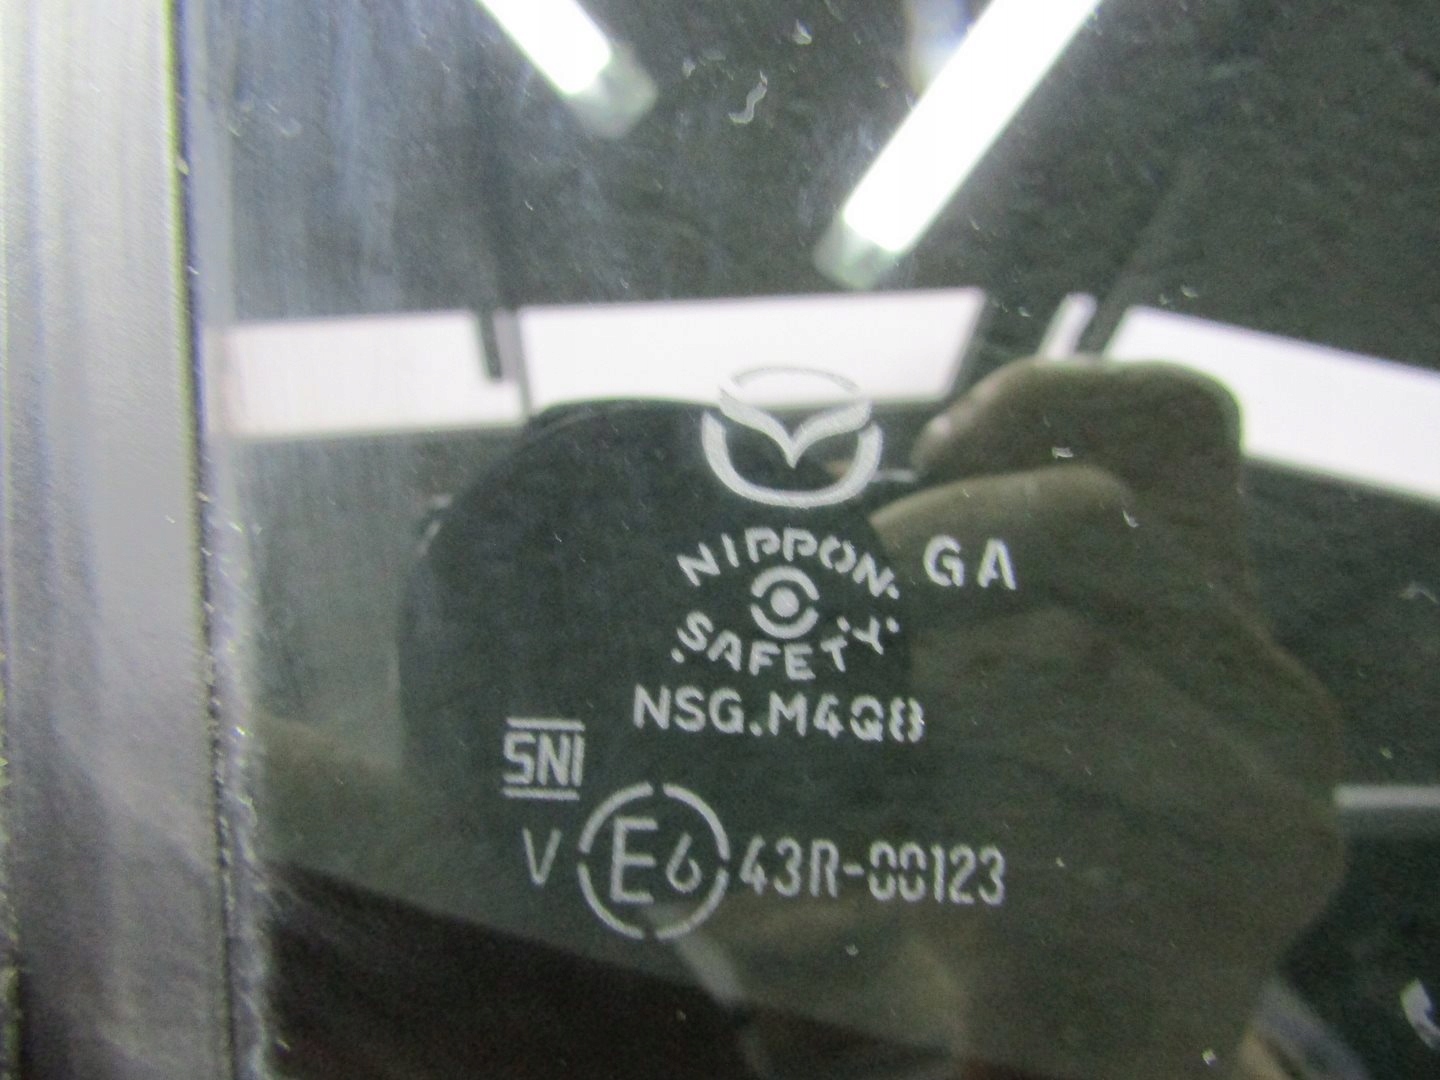 NIPPON
GA
SAFETY
NSG.M4Q8
SNI
V E6 43R-00123